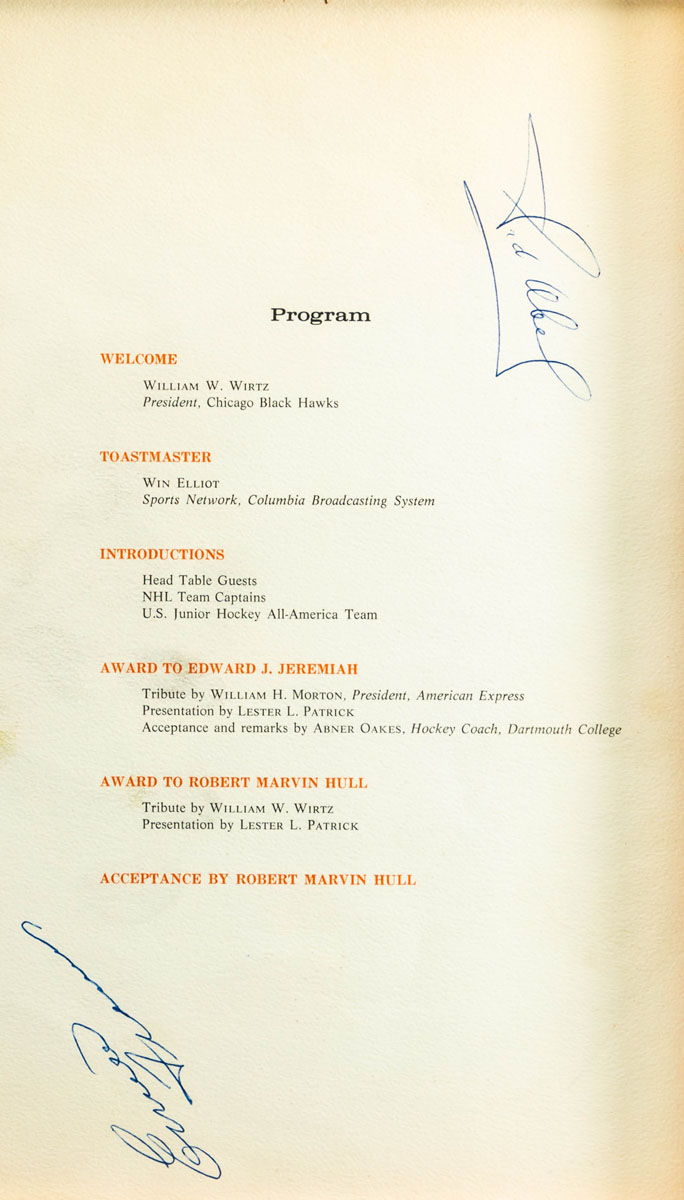 Sid Abel
Program
WELCOME
WILLIAM W. WIRTZ
President, Chicago Black Hawks
TOASTMASTER
WIN ELLIOT
Sports Network, Columbia Broadcasting System
INTRODUCTIONS
Head Table Guests
NHL Team Captains
U.S. Junior Hockey All-America Team
AWARD TO EDWARD J. JEREMIAH
Tribute by WILLIAM H. MORTON, President, American Express
Presentation by LESTER L. PATRICK
Acceptance and remarks by ABNER OAKES, Hockey Coach, Dartmouth College
AWARD TO ROBERT MARVIN HULL
Tribute by WILLIAM W. WIRTZ
Presentation by LESTER L. PATRICK
ACCEPTANCE BY ROBERT MARVIN HULL